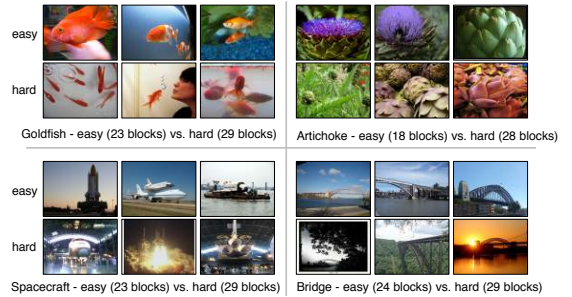 easy
hard
Goldfish - easy (23 blocks) vs. hard (29 blocks)
Artichoke - easy (18 blocks) vs. hard (28 blocks)
easy
hard
Spacecraft - easy (23 blocks) vs. hard (29 blocks)
Bridge - easy (24 blocks) vs. hard (29 blocks)